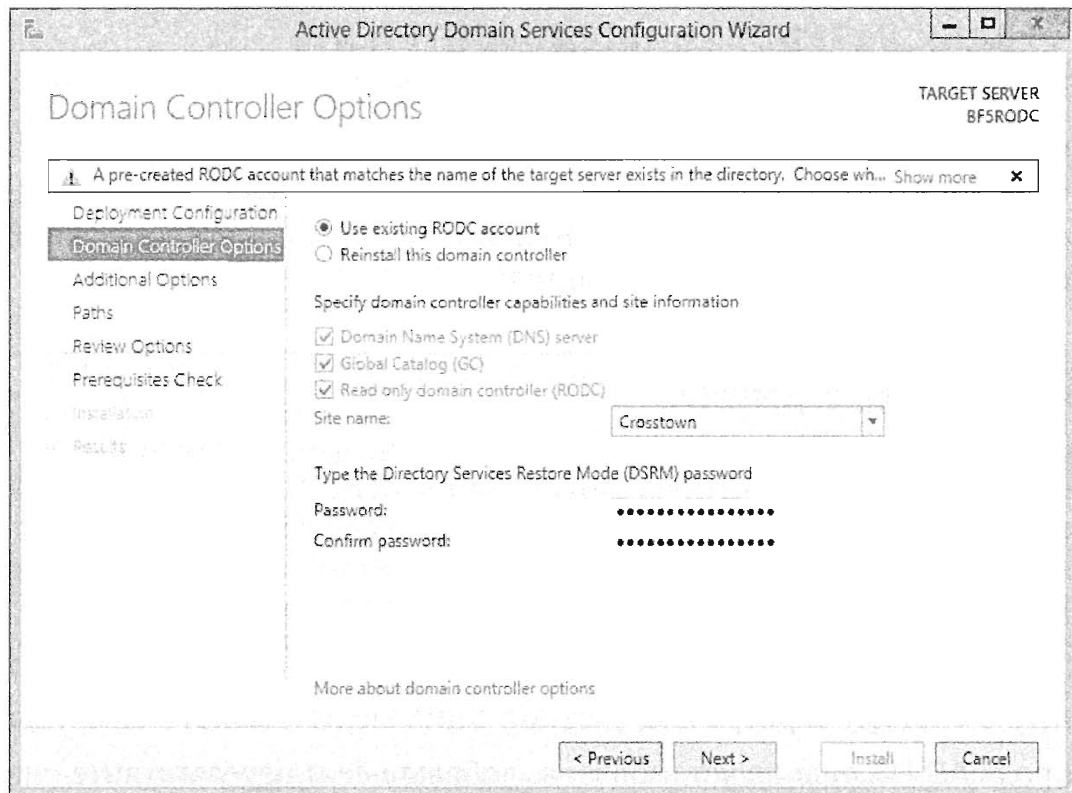 Active Directory Domain Services Configuration Wizard
Domain Controller Options
TARGET SERVER
BFSRODC
A pre-created RODC account that matches the name of the target server exists in the directory. Choose wh... Show more
Deployment Configuration
Domain Controller Options
Additional Options
Paths
Review Options
Prerequisites Check
Installation
Results
Use existing RODC account
Reinstall this domain controller
Specify domain controller capabilities and site information
Domain Name System (DNS) server
Global Catalog (GC)
Read only domain controller (RODC)
Site name:
Crosstown
Type the Directory Services Restore Mode (DSRM) password
Password:
Confirm password:
More about domain controller options
< Previous
Next >
Install
Cancel